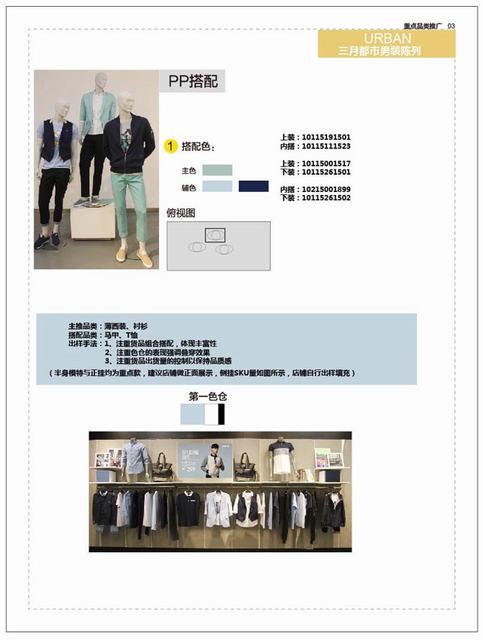 重点品类推广 03
URBAN
三月都市男装陈列
PP搭配
1 搭配色：
主色
辅色
上装：10115191501
内搭：10115111523
上装：10115001517
下装：10115261501
内搭：10215001899
下装：10115261502
俯视图
主推品类：薄西装、衬衫
搭配品类：马甲、T恤
出样手法：1、注重货品组合搭配，体现丰富性
2、注重色仓的表现强调叠穿效果
3、注重货品出货量的控制以保持品质感
（半身模特与正挂均为重点款，建议店铺做正面展示，侧挂SKU量如图所示，店铺自行出样填充）
第一色仓